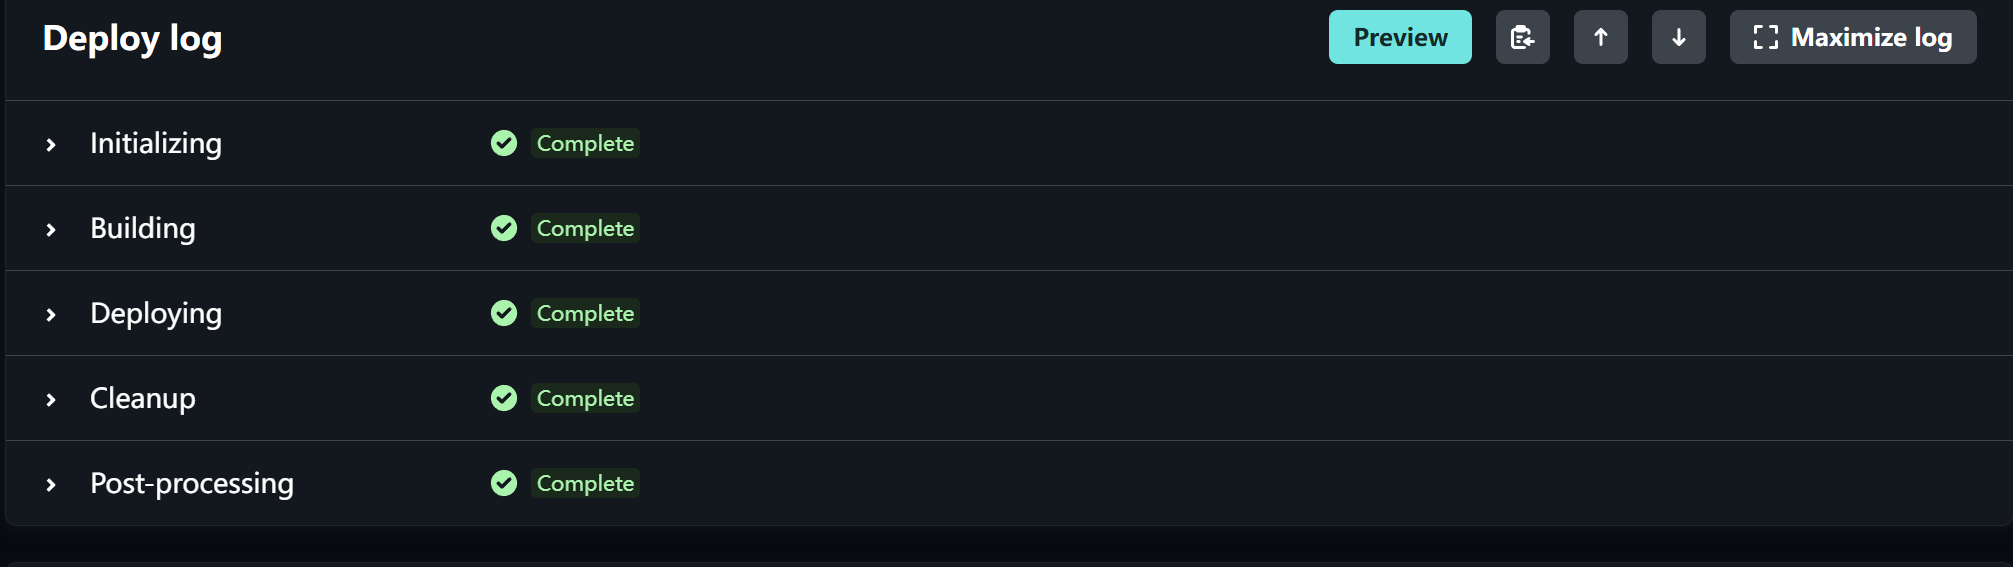 Deploy log
Preview
Maximize log
Initializing
Complete
Building
Complete
Deploying
Complete
Cleanup
Complete
Post-processing
Complete